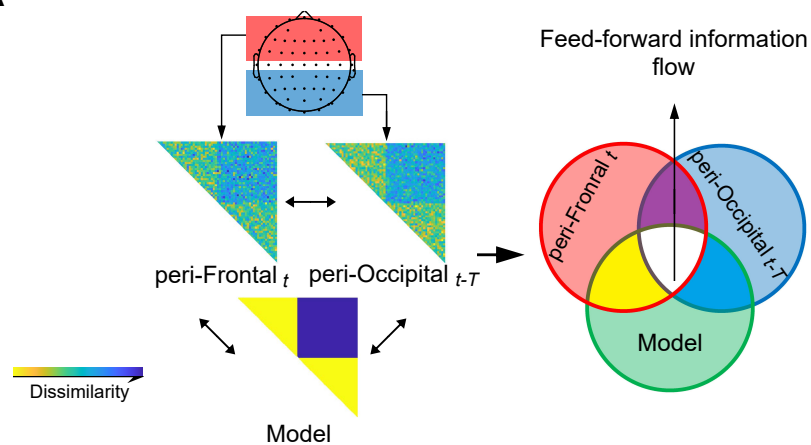 Feed-forward information
flow
peri-Frontal t
peri-Occipital t-T
Model
Dissimilarity
peri-Fronral t
peri-Occipital t-T
Model